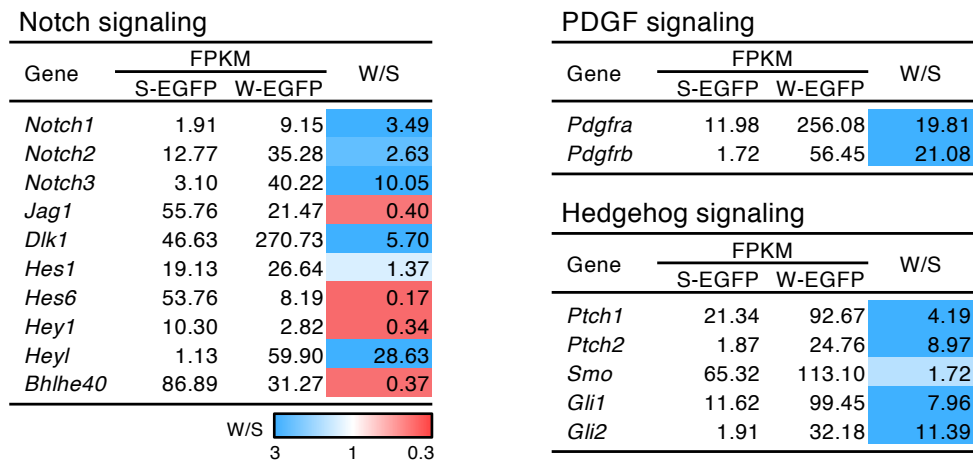 Notch signaling
Gene FPKM W/S
S-EGFP W-EGFP
Notch1 1.91 9.15 3.49
Notch2 12.77 35.28 2.63
Notch3 3.10 40.22 10.05
Jag1 55.76 21.47 0.40
Dlk1 46.63 270.73 5.70
Hes1 19.13 26.64 1.37
Hes6 53.76 8.19 0.17
Hey1 10.30 2.82 0.34
Heyl 1.13 59.90 28.63
Bhlhe40 86.89 31.27 0.37
W/S
3 1 0.3
PDGF signaling
Gene FPKM W/S
S-EGFP W-EGFP
Pdgfra 11.98 256.08 19.81
Pdgfrb 1.72 56.45 21.08
Hedgehog signaling
Gene FPKM W/S
S-EGFP W-EGFP
Ptch1 21.34 92.67 4.19
Ptch2 1.87 24.76 8.97
Smo 65.32 113.10 1.72
Gli1 11.62 99.45 7.96
Gli2 1.91 32.18 11.39